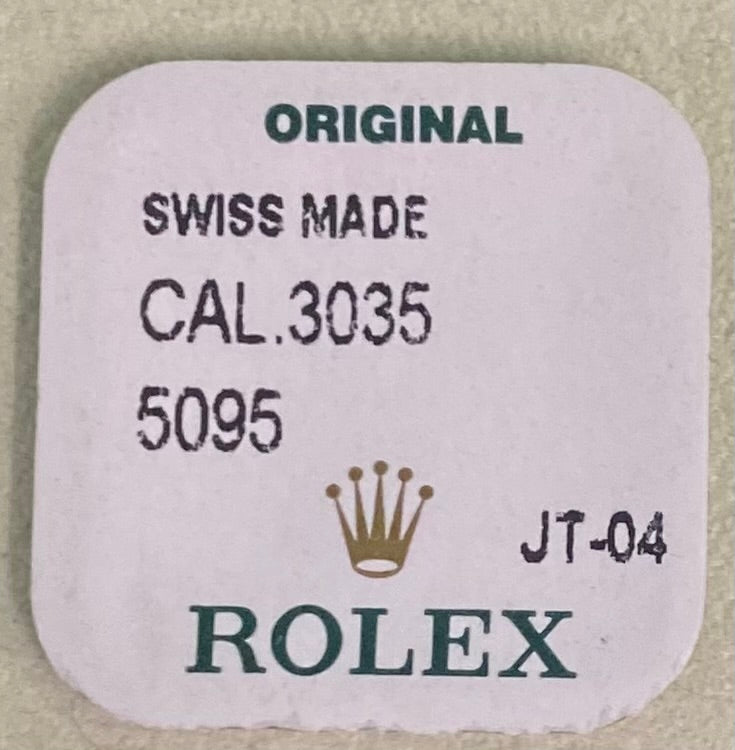 ORIGINAL
SWISS MADE
CAL.3035
5095
JT-04
ROLEX